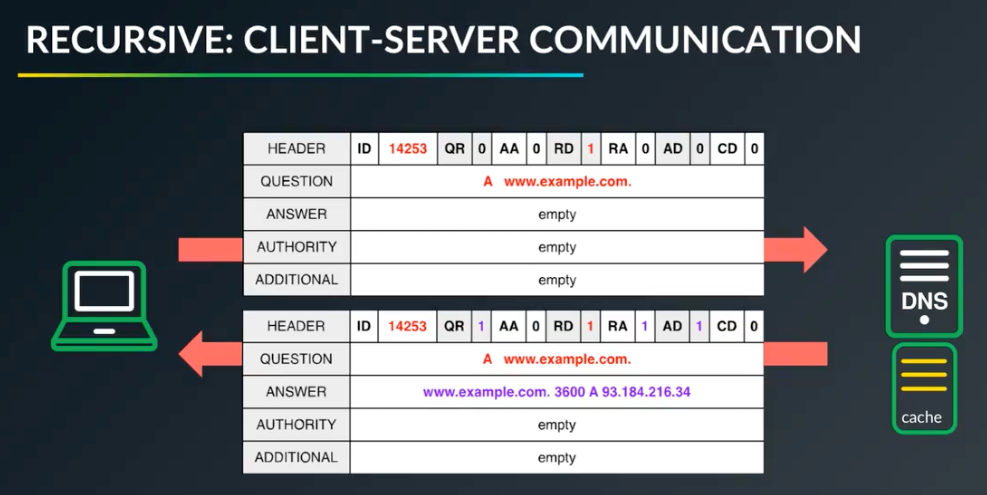 RECURSIVE: CLIENT-SERVER COMMUNICATION
HEADER ID 14253 QR 0 AA 0 RD 1 RA 0 AD 0 CD 0
QUESTION A www.example.com.
ANSWER empty
AUTHORITY empty
ADDITIONAL empty
HEADER ID 14253 QR 1 AA 0 RD 1 RA 1 AD 1 CD 0
QUESTION A www.example.com.
ANSWER www.example.com. 3600 A 93.184.216.34
AUTHORITY empty
ADDITIONAL empty
DNS
cache